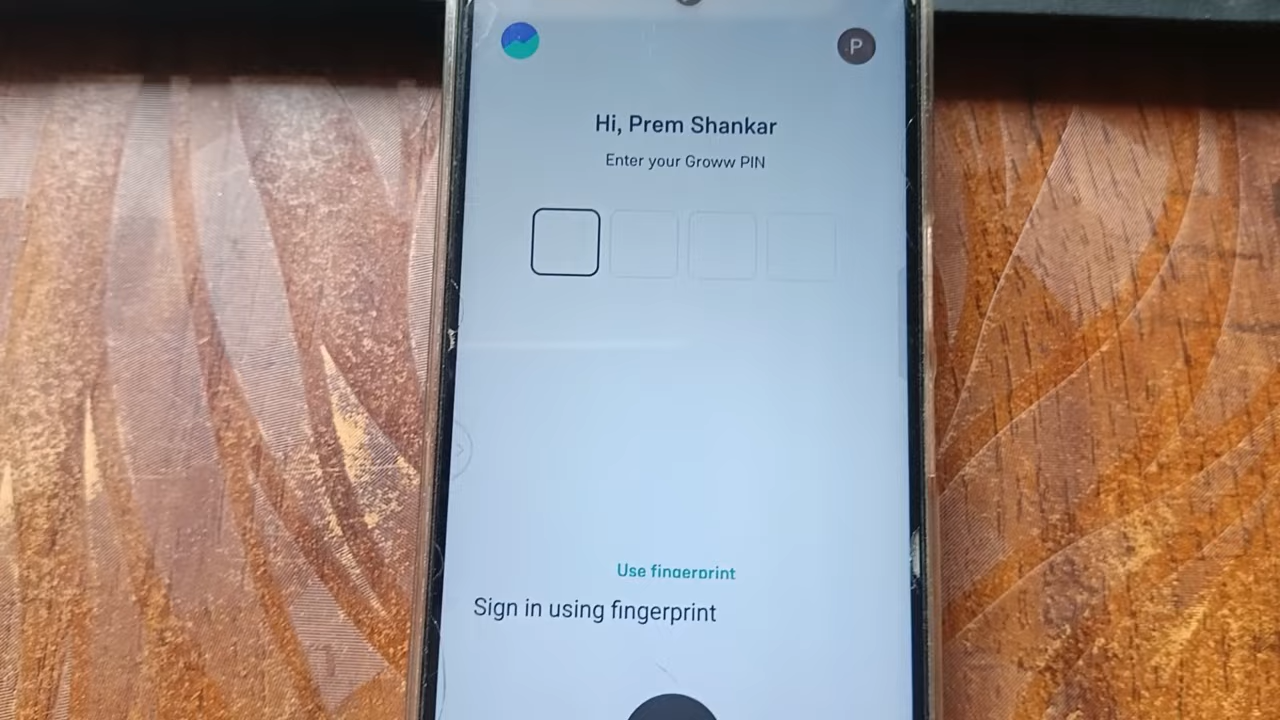 P
Hi, Prem Shankar
Enter your Groww PIN
Use fingerprint
Sign in using fingerprint